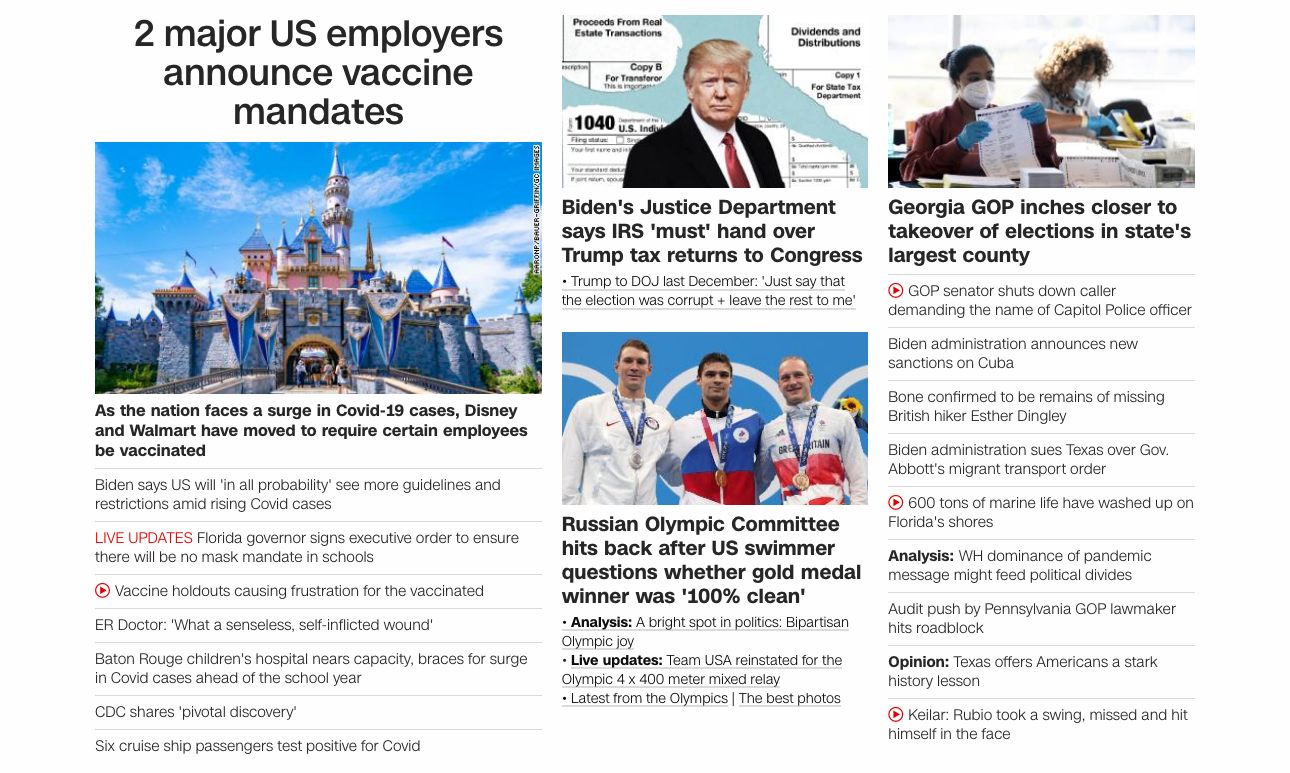 2 major US employers
announce vaccine
mandates
AARONP/BAUER-GRIFFIN/GC IMAGES
As the nation faces a surge in Covid-19 cases, Disney
and Walmart have moved to require certain employees
be vaccinated
Biden says US will 'in all probability' see more guidelines and
restrictions amid rising Covid cases
LIVE UPDATES Florida governor signs executive order to ensure
there will be no mask mandate in schools
Vaccine holdouts causing frustration for the vaccinated
ER Doctor: 'What a senseless, self-inflicted wound'
Baton Rouge children's hospital nears capacity, braces for surge
in Covid cases ahead of the school year
CDC shares 'pivotal discovery'
Six cruise ship passengers test positive for Covid
Proceeds From Real
Estate Transactions
Dividends and
Distributions
Copy B
For Transferor
This is important
Copy 1
For State Tax
Department
1040
U.S. Indiv
Filing status:
Your first name and
Your standard
If joint return,
Biden's Justice Department
says IRS 'must' hand over
Trump tax returns to Congress
• Trump to DOJ last December: 'Just say that
the election was corrupt + leave the rest to me'
GREAT BRITAIN
Russian Olympic Committee
hits back after US swimmer
questions whether gold medal
winner was '100% clean'
• Analysis: A bright spot in politics: Bipartisan
Olympic joy
• Live updates: Team USA reinstated for the
Olympic 4 x 400 meter mixed relay
• Latest from the Olympics | The best photos
Georgia GOP inches closer to
takeover of elections in state's
largest county
GOP senator shuts down caller
demanding the name of Capitol Police officer
Biden administration announces new
sanctions on Cuba
Bone confirmed to be remains of missing
British hiker Esther Dingley
Biden administration sues Texas over Gov.
Abbott's migrant transport order
600 tons of marine life have washed up on
Florida's shores
Analysis: WH dominance of pandemic
message might feed political divides
Audit push by Pennsylvania GOP lawmaker
hits roadblock
Opinion: Texas offers Americans a stark
history lesson
Keilar: Rubio took a swing, missed and hit
himself in the face